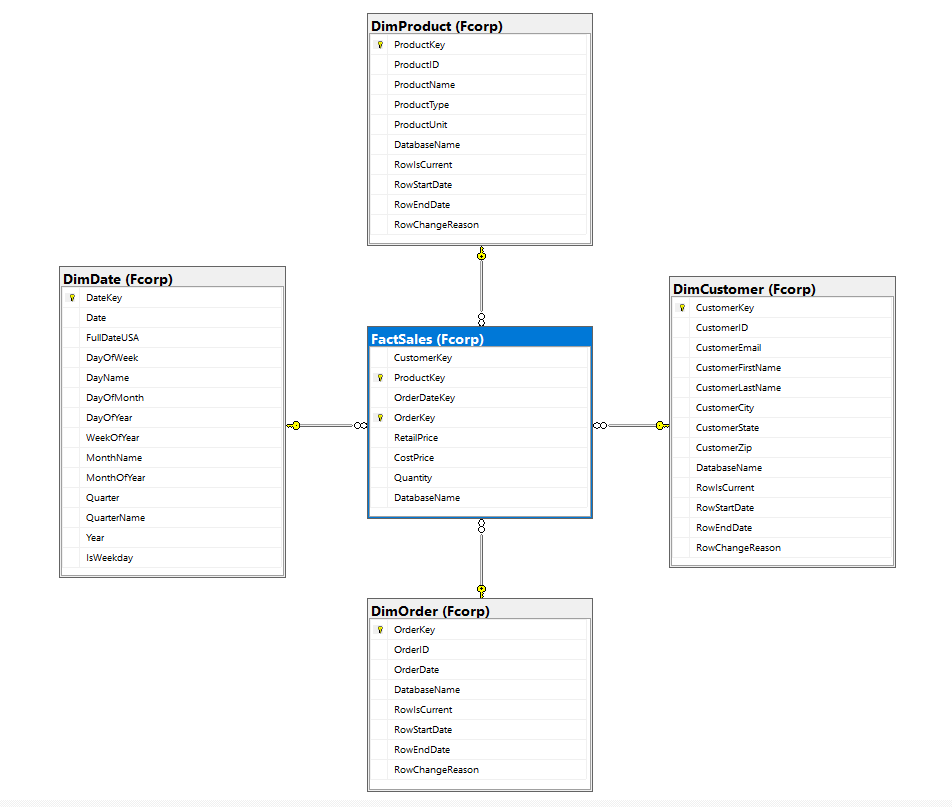 DimProduct (Fcorp)
ProductKey
ProductID
ProductName
ProductType
ProductUnit
DatabaseName
RowIsCurrent
RowStartDate
RowEndDate
RowChangeReason
DimDate (Fcorp)
DateKey
Date
FullDateUSA
DayOfWeek
DayName
DayOfMonth
DayOfYear
WeekOfYear
MonthName
MonthOfYear
Quarter
QuarterName
Year
IsWeekday
FactSales (Fcorp)
CustomerKey
ProductKey
OrderDateKey
OrderKey
RetailPrice
CostPrice
Quantity
DatabaseName
DimCustomer (Fcorp)
CustomerKey
CustomerID
CustomerEmail
CustomerFirstName
CustomerLastName
CustomerCity
CustomerState
CustomerZip
DatabaseName
RowIsCurrent
RowStartDate
RowEndDate
RowChangeReason
DimOrder (Fcorp)
OrderKey
OrderID
OrderDate
DatabaseName
RowIsCurrent
RowStartDate
RowEndDate
RowChangeReason